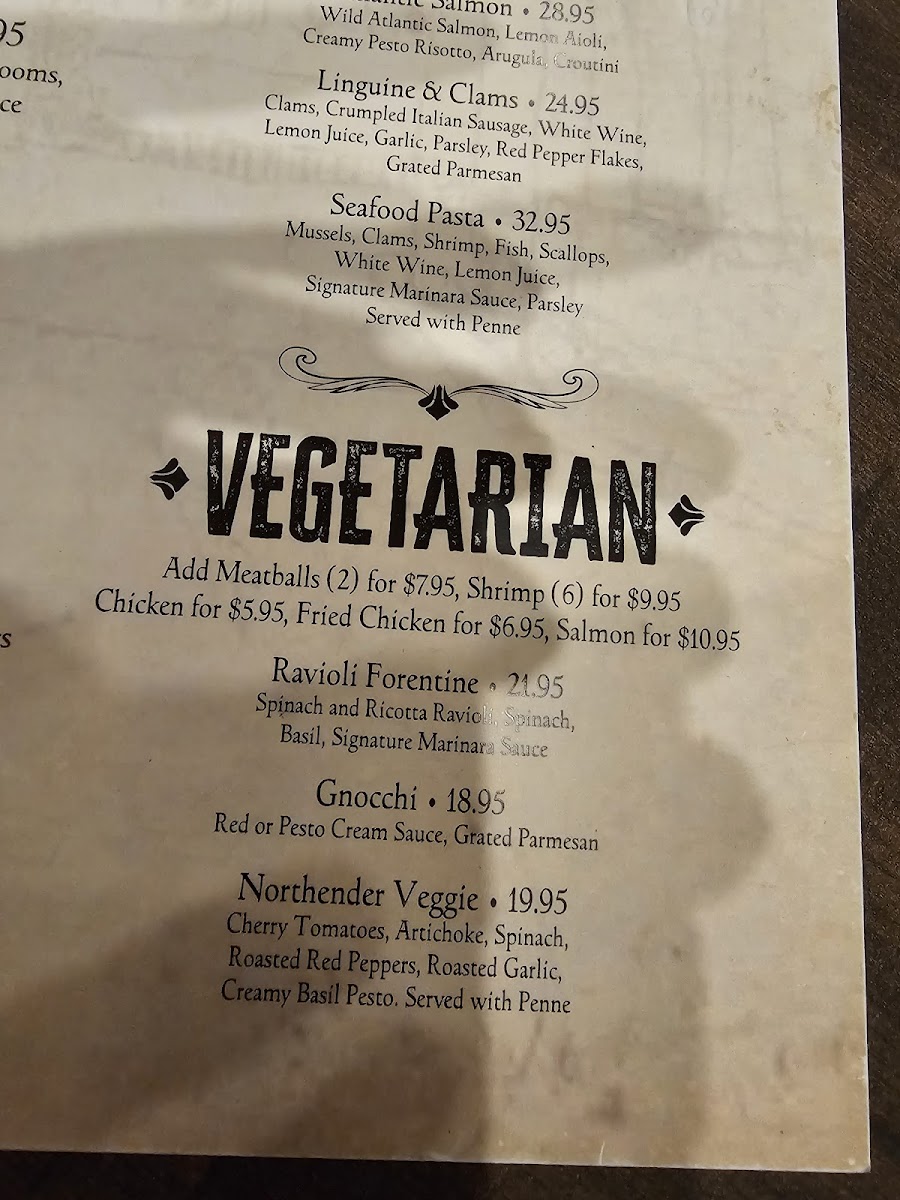 95
ooms,
ce
Salmon • 28.95
Wild Atlantic Salmon, Lemon Aioli,
Creamy Pesto Risotto, Arugula, Croutini
Linguine & Clams • 24.95
Clams, Crumpled Italian Sausage, White Wine,
Lemon Juice, Garlic, Parsley, Red Pepper Flakes,
Grated Parmesan
Seafood Pasta • 32.95
Mussels, Clams, Shrimp, Fish, Scallops,
White Wine, Lemon Juice,
Signature Marinara Sauce, Parsley
Served with Penne
VEGETARIAN
Add Meatballs (2) for $7.95, Shrimp (6) for $9.95
Chicken for $5.95, Fried Chicken for $6.95, Salmon for $10.95
Ravioli Forentine • 21.95
Spinach and Ricotta Ravioli, Spinach,
Basil, Signature Marinara Sauce
Gnocchi • 18.95
Red or Pesto Cream Sauce, Grated Parmesan
Northender Veggie • 19.95
Cherry Tomatoes, Artichoke, Spinach,
Roasted Red Peppers, Roasted Garlic,
Creamy Basil Pesto. Served with Penne